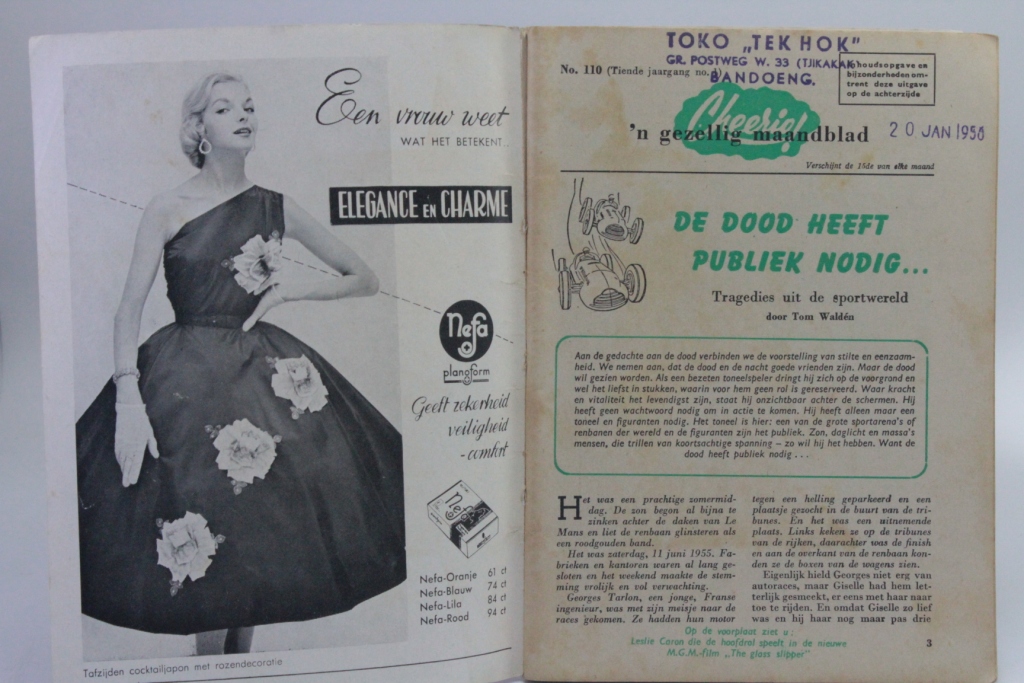 Een vrouw weet
WAT HET BETEKENT..
ELEGANCE EN CHARME
Nefa
plangform
Geeft zekerheid
veiligheid
-comfort
Nefa
Nefa-Oranje 61 ct
Nefa-Blauw 74 ct
Nefa-Lila 84 ct
Nefa-Rood 94 ct
Tafzijden cocktailjapon met rozendecoratie
TOKO „TEK HOK"
GR. POSTWEG W. 33 (TJIKAKAK
BANDOENG.
No. 110 (Tiende jaargang no.
houdsopgave en
bijzonderheden om-
trent deze uitgave
op de achterzijde
Cheerio!
'n gezellig maandblad
20 JAN 1956
Verschijnt de 15de van elke maand
DE DOOD HEEFT
PUBLIEK NODIG...
Tragedies uit de sportwereld
door Tom Waldén
Aan de gedachte aan de dood verbinden we de voorstelling van stilte en eenzaam-
heid. We nemen aan, dat de dood en de nacht goede vrienden zijn. Maar de dood
wil gezien worden. Als een bezeten toneelspeler dringt hij zich op de voorgrond en
wel het liefst in stukken, waarin voor hem geen rol is gereserveerd. Waar kracht
en vitaliteit het levendigst zijn, staat hij onzichtbaar achter de schermen. Hij
heeft geen wachtwoord nodig om in actie te komen. Hij heeft alleen maar een
toneel en figuranten nodig. Het toneel is hier: een van de grote sportarena's of
renbanen der wereld en de figuranten zijn het publiek. Zon, daglicht en massa's
mensen, die trillen van koortsachtige spanning – zo wil hij het hebben. Want de
dood heeft publiek nodig . . .
Het was een prachtige zomermid-
dag. De zon begon al bijna te
zinken achter de daken van Le
Mans en liet de renbaan glinsteren als
een roodgouden band.
Het was zaterdag, 11 juni 1955. Fa-
brieken en kantoren waren al lang ge-
sloten en het weekend maakte de stem-
ming vrolijk en vol verwachting.
Georges Tarlon, een jonge, Franse
ingenieur, was met zijn meisje naar de
races gekomen. Ze hadden hun motor
tegen een helling geparkeerd en een
plaatsje gezocht in de buurt van de tri-
bunes. En het was een uitnemende
plaats. Links keken ze op de tribunes
van de rijken, daarachter was de finish
en aan de overkant van de renbaan kon-
den ze de boxen van de wagens zien.
Eigenlijk hield Georges niet erg van
autoraces, maar Giselle had hem let-
terlijk gesmeekt, er eens met haar naar
toe te rijden. En omdat Giselle zo lief
was en hij haar nog maar pas drie
Op de voorplaat ziet u:
Leslie Caron die de hoofdrol speelt in de nieuwe
M.G.M.-film „The glass slipper"
3